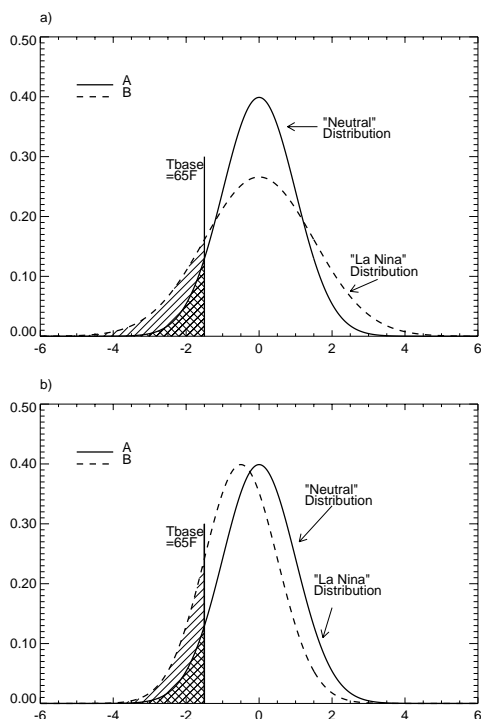 a)
0.50
A
B
0.40
"Neutral"
Distribution
0.30
Tbase
=65F
0.20
"La Nina"
Distribution
0.10
0.00
-6 -4 -2 0 2 4 6
b)
0.50
A
B
0.40
"Neutral"
Distribution
0.30
Tbase
=65F
0.20
"La Nina"
Distribution
0.10
0.00
-6 -4 -2 0 2 4 6